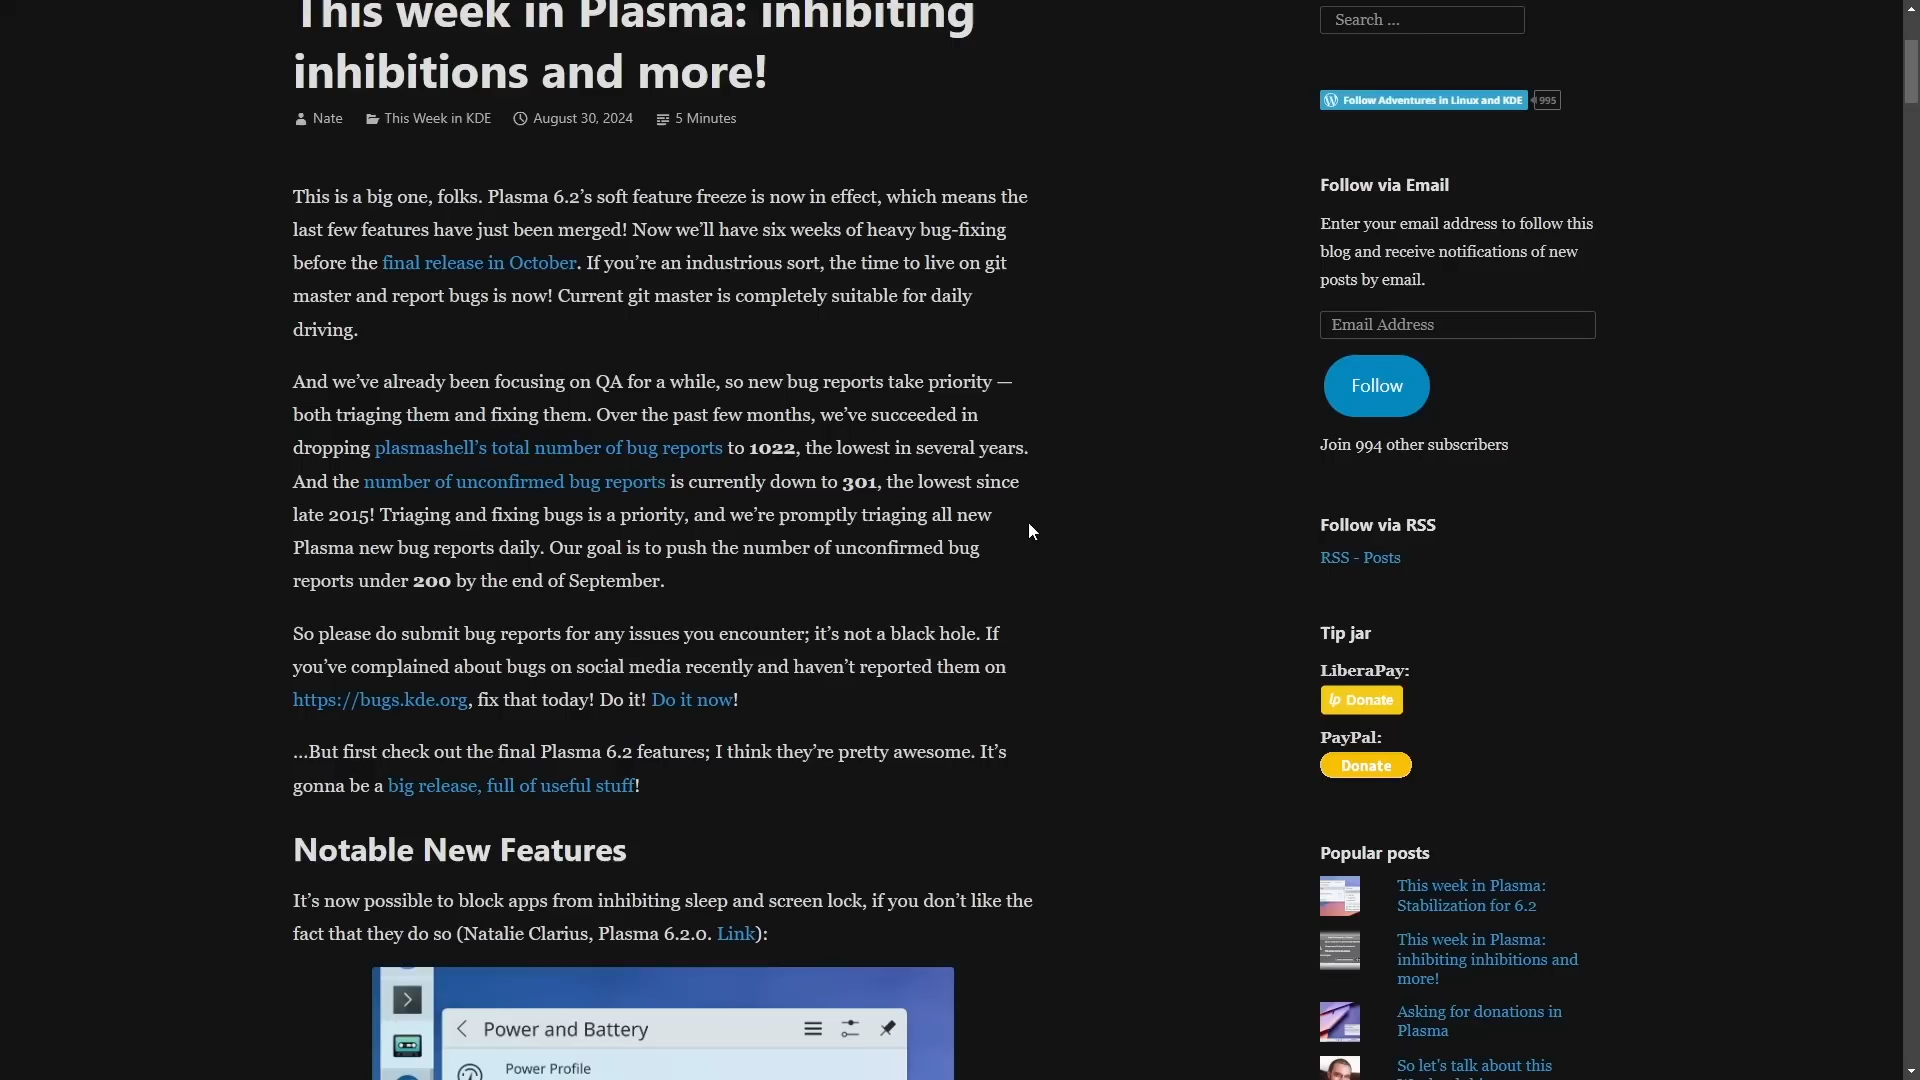 This week in Plasma: inhibiting
inhibitions and more!
Nate This Week in KDE August 30, 2024 5 Minutes
This is a big one, folks. Plasma 6.2’s soft feature freeze is now in effect, which means the
last few features have just been merged! Now we’ll have six weeks of heavy bug-fixing
before the final release in October. If you’re an industrious sort, the time to live on git
master and report bugs is now! Current git master is completely suitable for daily
driving.
And we’ve already been focusing on QA for a while, so new bug reports take priority —
both triaging them and fixing them. Over the past few months, we’ve succeeded in
dropping plasmashell’s total number of bug reports to 1022, the lowest in several years.
And the number of unconfirmed bug reports is currently down to 301, the lowest since
late 2015! Triaging and fixing bugs is a priority, and we’re promptly triaging all new
Plasma new bug reports daily. Our goal is to push the number of unconfirmed bug
reports under 200 by the end of September.
So please do submit bug reports for any issues you encounter; it’s not a black hole. If
you’ve complained about bugs on social media recently and haven’t reported them on
https://bugs.kde.org, fix that today! Do it! Do it now!
…But first check out the final Plasma 6.2 features; I think they’re pretty awesome. It’s
gonna be a big release, full of useful stuff!
Notable New Features
It’s now possible to block apps from inhibiting sleep and screen lock, if you don’t like the
fact that they do so (Natalie Clarius, Plasma 6.2.0. Link):
Power and Battery
Power Profile
Search …
Follow Adventures in Linux and KDE 995
Follow via Email
Enter your email address to follow this
blog and receive notifications of new
posts by email.
Email Address
Follow
Join 994 other subscribers
Follow via RSS
RSS - Posts
Tip jar
LiberaPay:
lp Donate
PayPal:
Donate
Popular posts
This week in Plasma:
Stabilization for 6.2
This week in Plasma:
inhibiting inhibitions and
more!
Asking for donations in
Plasma
So let's talk about this